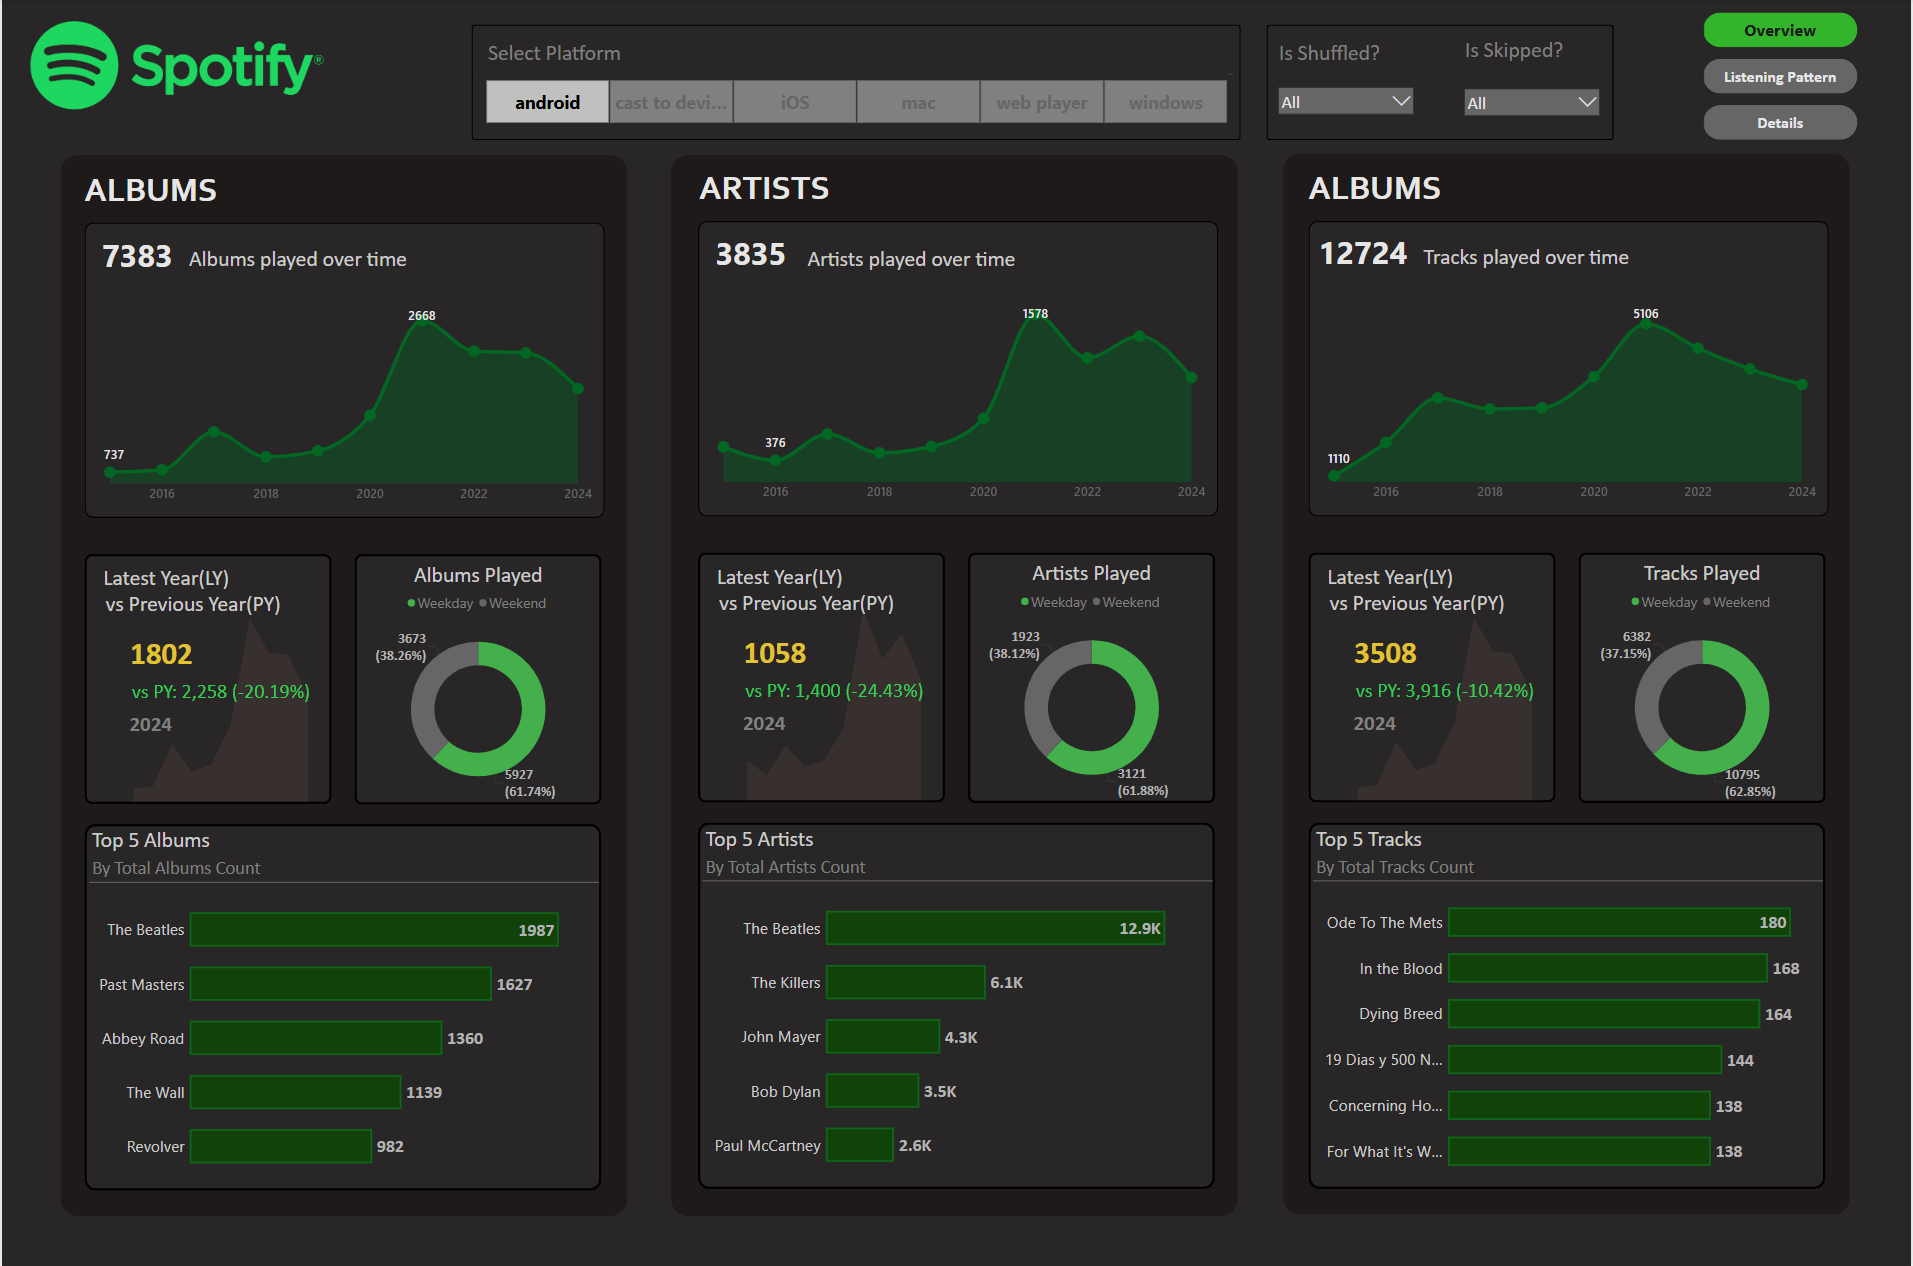 Spotify®
Select Platform
android
cast to devi...
iOS
mac
web player
windows
Is Shuffled?
All
Is Skipped?
All
Overview
Listening Pattern
Details
ALBUMS
7383 Albums played over time
2668
737
2016 2018 2020 2022 2024
Latest Year(LY)
vs Previous Year(PY)
1802
vs PY: 2,258 (-20.19%)
2024
Albums Played
Weekday Weekend
3673
(38.26%)
5927
(61.74%)
Top 5 Albums
By Total Albums Count
The Beatles 1987
Past Masters 1627
Abbey Road 1360
The Wall 1139
Revolver 982
ARTISTS
3835 Artists played over time
1578
376
2016 2018 2020 2022 2024
Latest Year(LY)
vs Previous Year(PY)
1058
vs PY: 1,400 (-24.43%)
2024
Artists Played
Weekday Weekend
1923
(38.12%)
3121
(61.88%)
Top 5 Artists
By Total Artists Count
The Beatles 12.9K
The Killers 6.1K
John Mayer 4.3K
Bob Dylan 3.5K
Paul McCartney 2.6K
ALBUMS
12724 Tracks played over time
5106
1110
2016 2018 2020 2022 2024
Latest Year(LY)
vs Previous Year(PY)
3508
vs PY: 3,916 (-10.42%)
2024
Tracks Played
Weekday Weekend
6382
(37.15%)
10795
(62.85%)
Top 5 Tracks
By Total Tracks Count
Ode To The Mets 180
In the Blood 168
Dying Breed 164
19 Dias y 500 N... 144
Concerning Ho... 138
For What It's W... 138